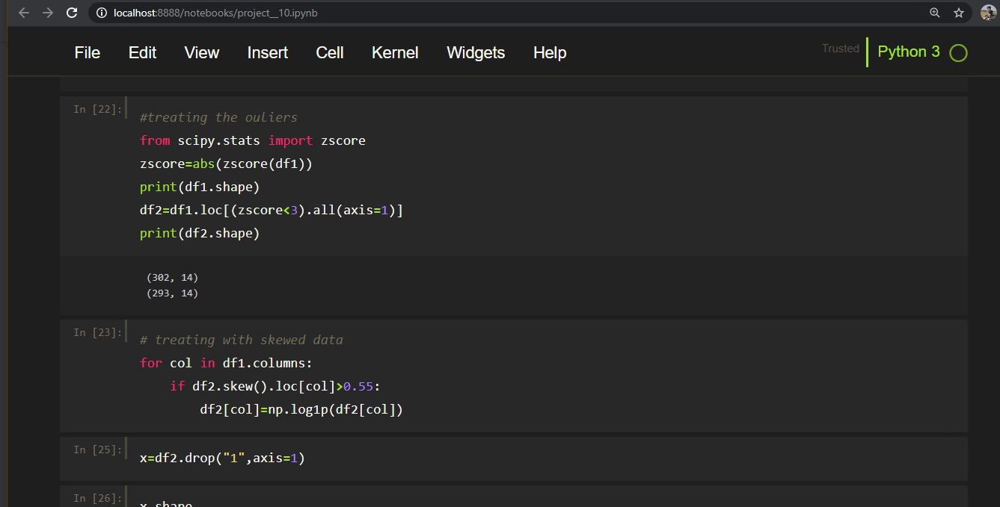 localhost:8888/notebooks/project__10.ipynb
File Edit View Insert Cell Kernel Widgets Help Trusted Python 3
In [22]:
#treating the ouliers
from scipy.stats import zscore
zscore=abs(zscore(df1))
print(df1.shape)
df2=df1.loc[(zscore<3).all(axis=1)]
print(df2.shape)
(302, 14)
(293, 14)
In [23]:
# treating with skewed data
for col in df1.columns:
    if df2.skew().loc[col]>0.55:
        df2[col]=np.log1p(df2[col])
In [25]:
x=df2.drop("1",axis=1)
In [26]:
x.shape